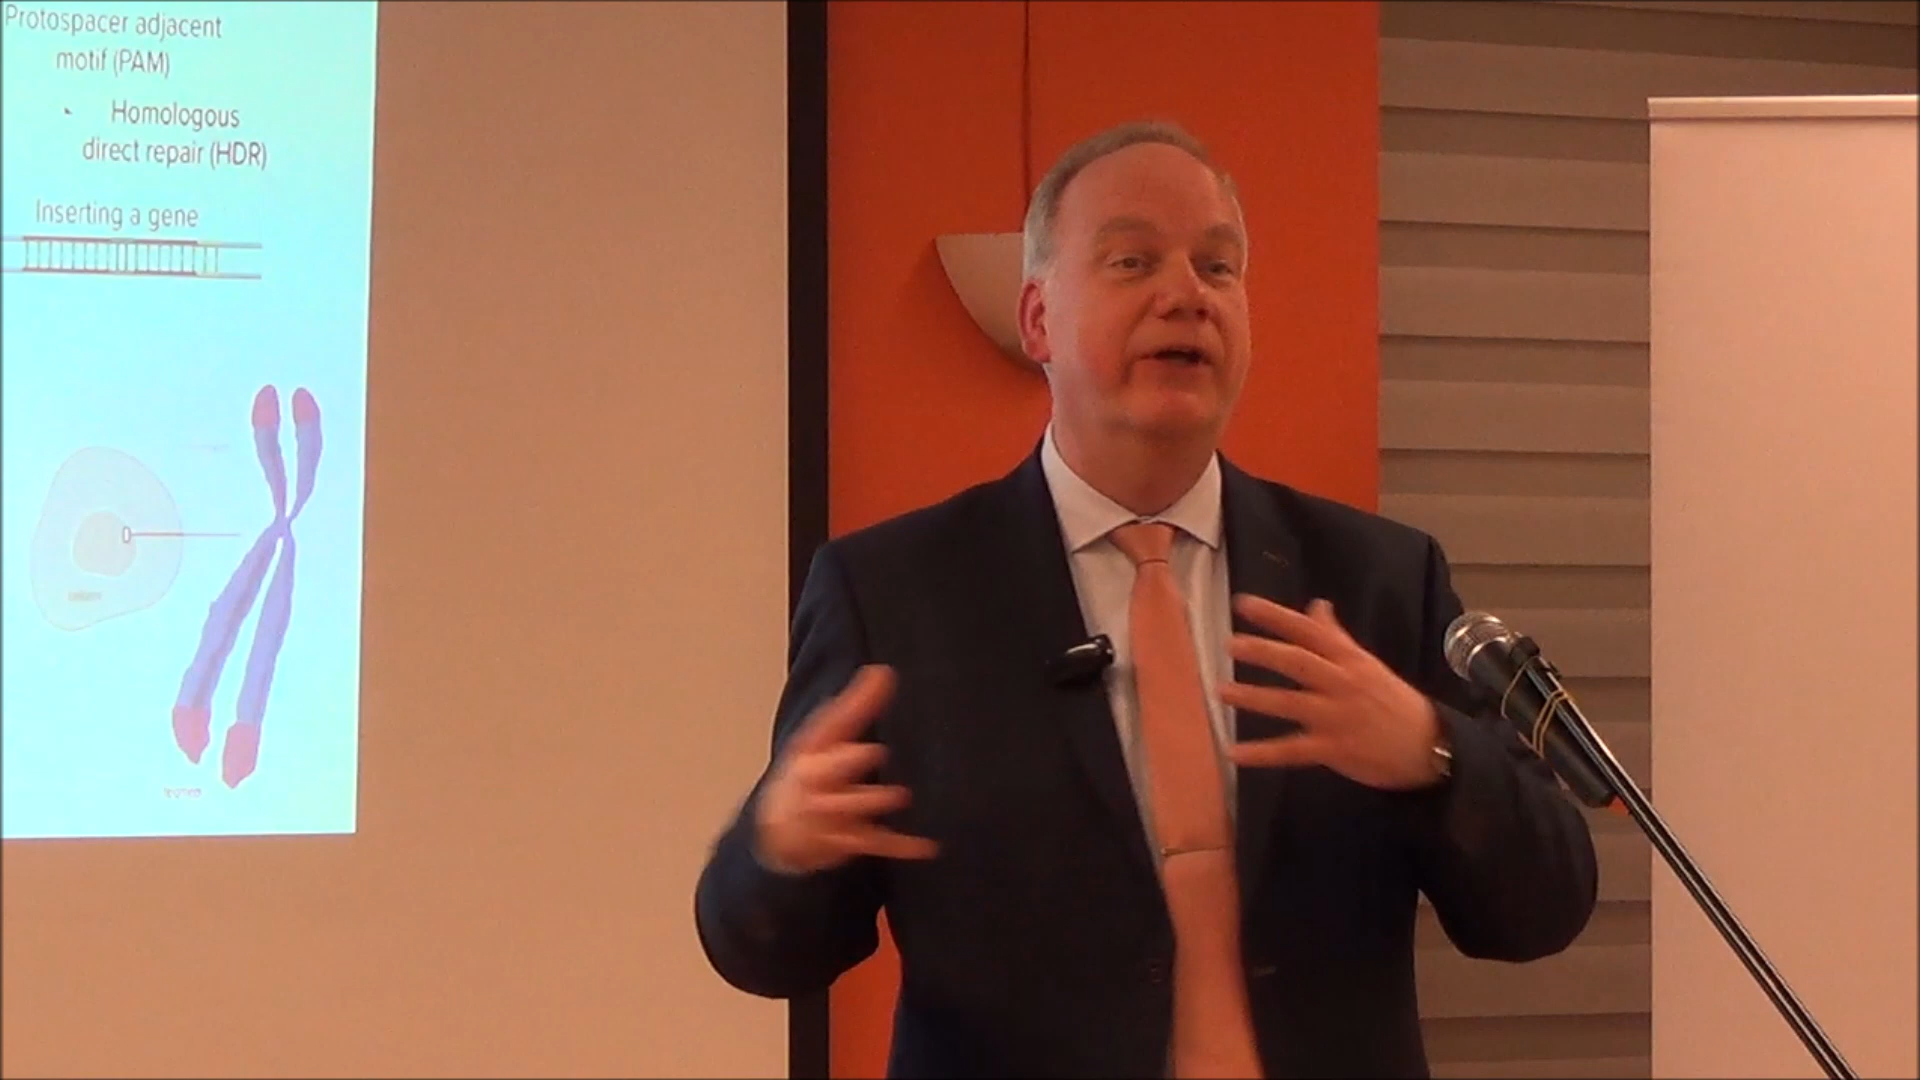 Protospacer adjacent
motif (PAM)
Homologous
direct repair (HDR)
Inserting a gene